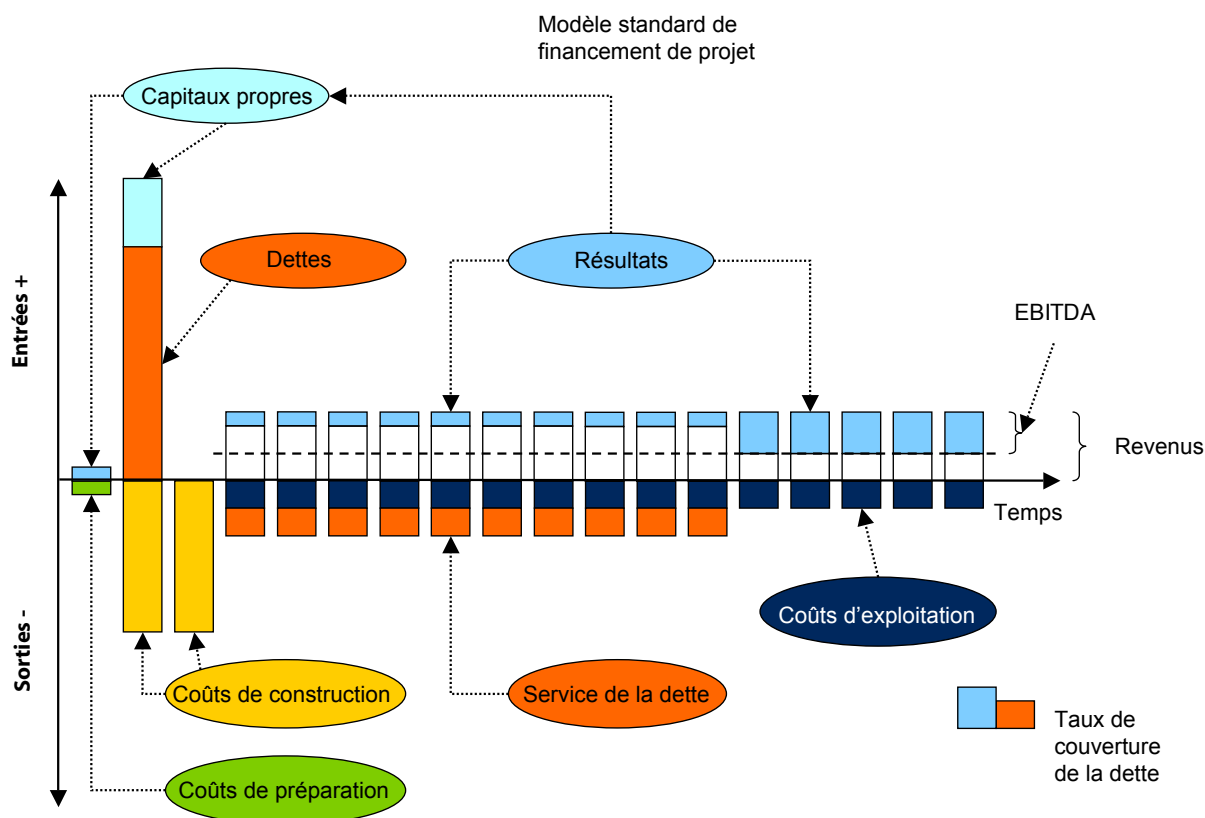 Modèle standard de
financement de projet
Capitaux propres
Dettes
Résultats
Entrées +
EBITDA
Revenus
Temps
Sorties -
Coûts d'exploitation
Coûts de construction
Service de la dette
Taux de
couverture
de la dette
Coûts de préparation